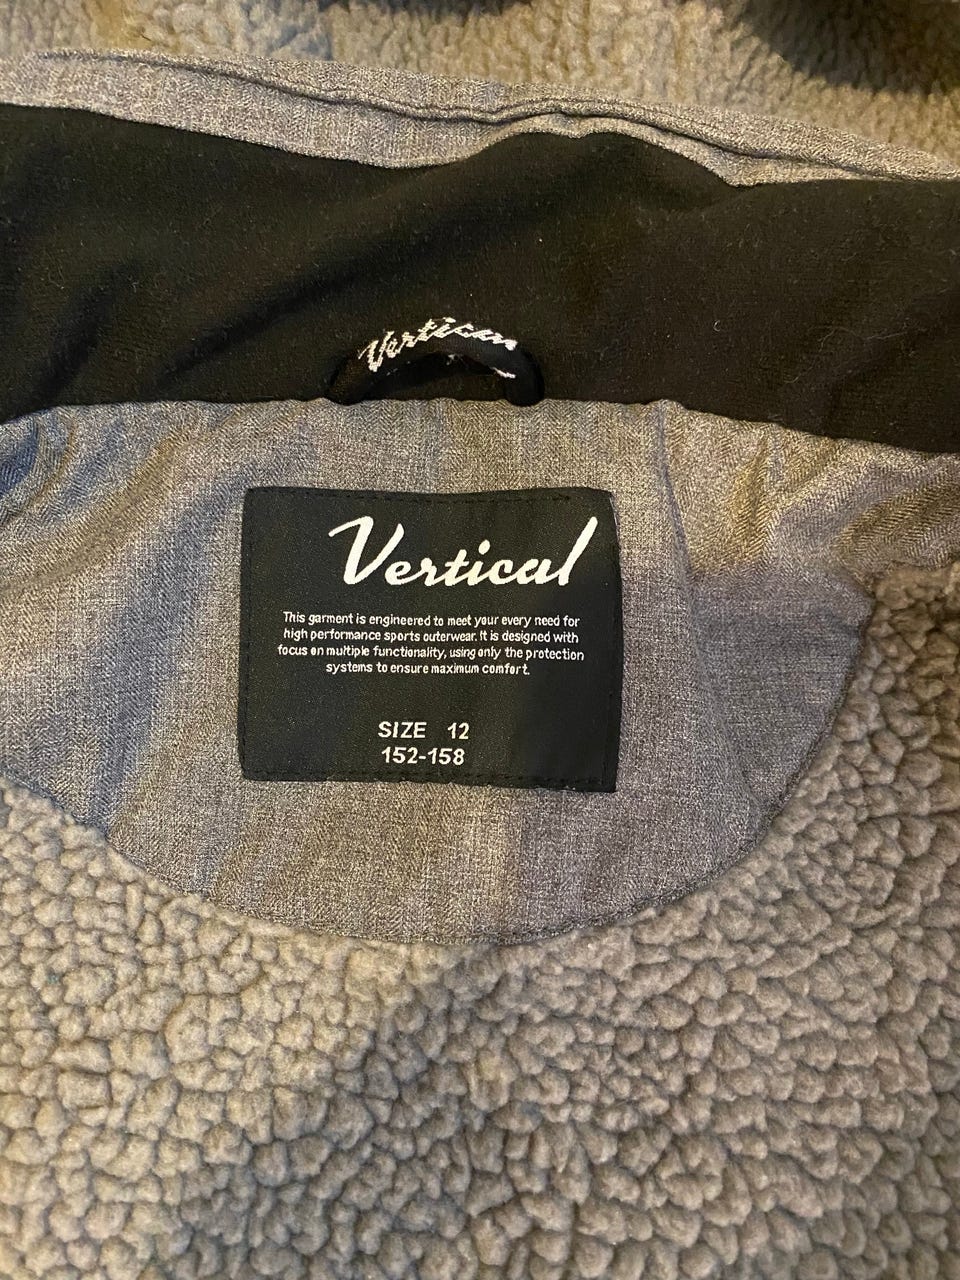 Vertical
Vertical
This garment is engineered to meet your every need for
high performance sports outerwear. It is designed with
focus on multiple functionality, using only the protection
systems to ensure maximum comfort.
SIZE 12
152-158